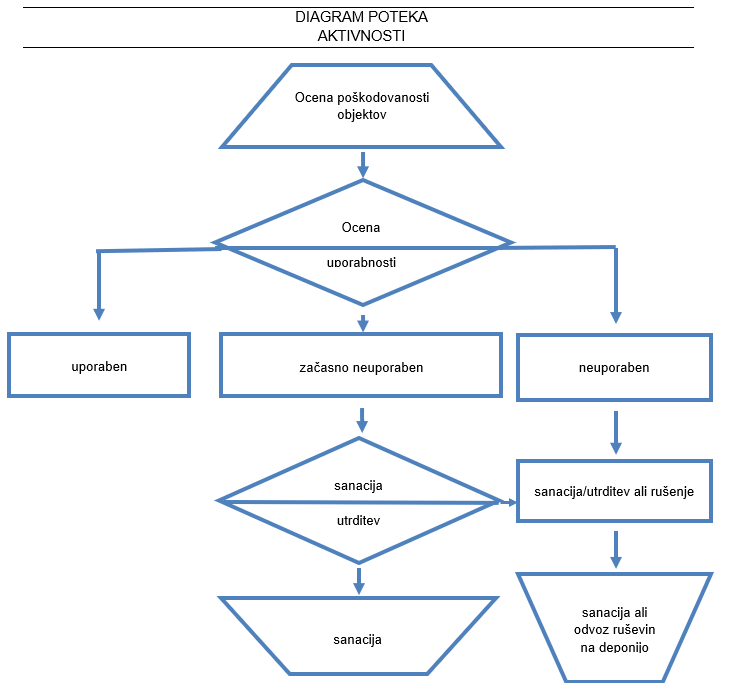 DIAGRAM POTEKA
AKTIVNOSTI
Ocena poškodovanosti
objektov
Ocena
uporabnosti
uporaben
začasno neuporaben
neuporaben
sanacija
utrditev
sanacija/utrditev ali rušenje
sanacija
sanacija ali
odvoz ruševin
na deponijo